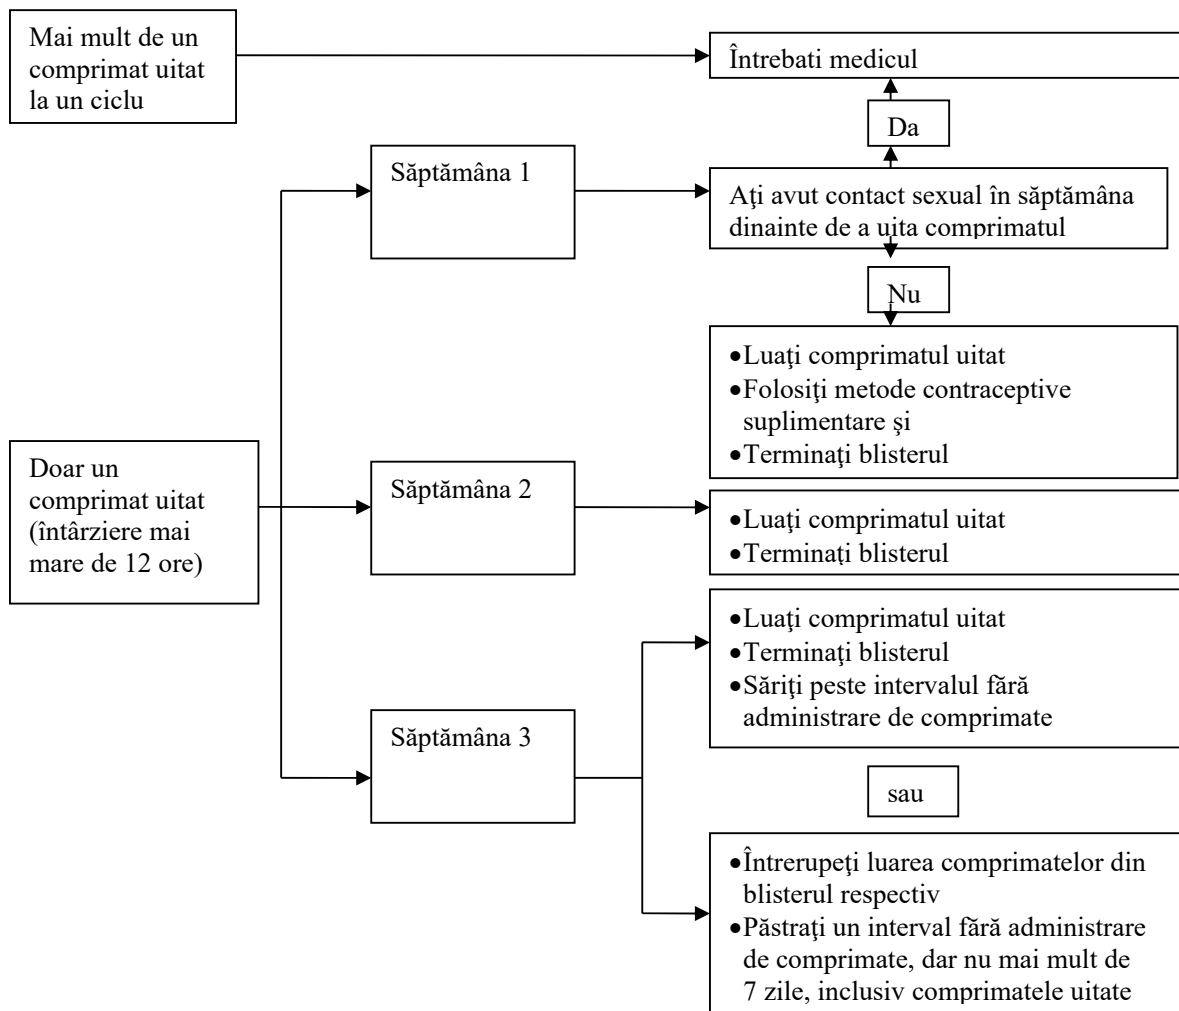 Mai mult de un
comprimat uitat
la un ciclu
Întrebati medicul
Da
Săptămâna 1
Aţi avut contact sexual în săptămâna
dinainte de a uita comprimatul
Nu
•Luaţi comprimatul uitat
•Folosiţi metode contraceptive
suplimentare şi
•Terminaţi blisterul
Doar un
comprimat uitat
(întârziere mai
mare de 12 ore)
Săptămâna 2
•Luaţi comprimatul uitat
•Terminaţi blisterul
•Luaţi comprimatul uitat
•Terminaţi blisterul
•Săriţi peste intervalul fără
administrare de comprimate
Săptămâna 3
sau
•Întrerupeţi luarea comprimatelor din
blisterul respectiv
•Păstraţi un interval fără administrare
de comprimate, dar nu mai mult de
7 zile, inclusiv comprimatele uitate